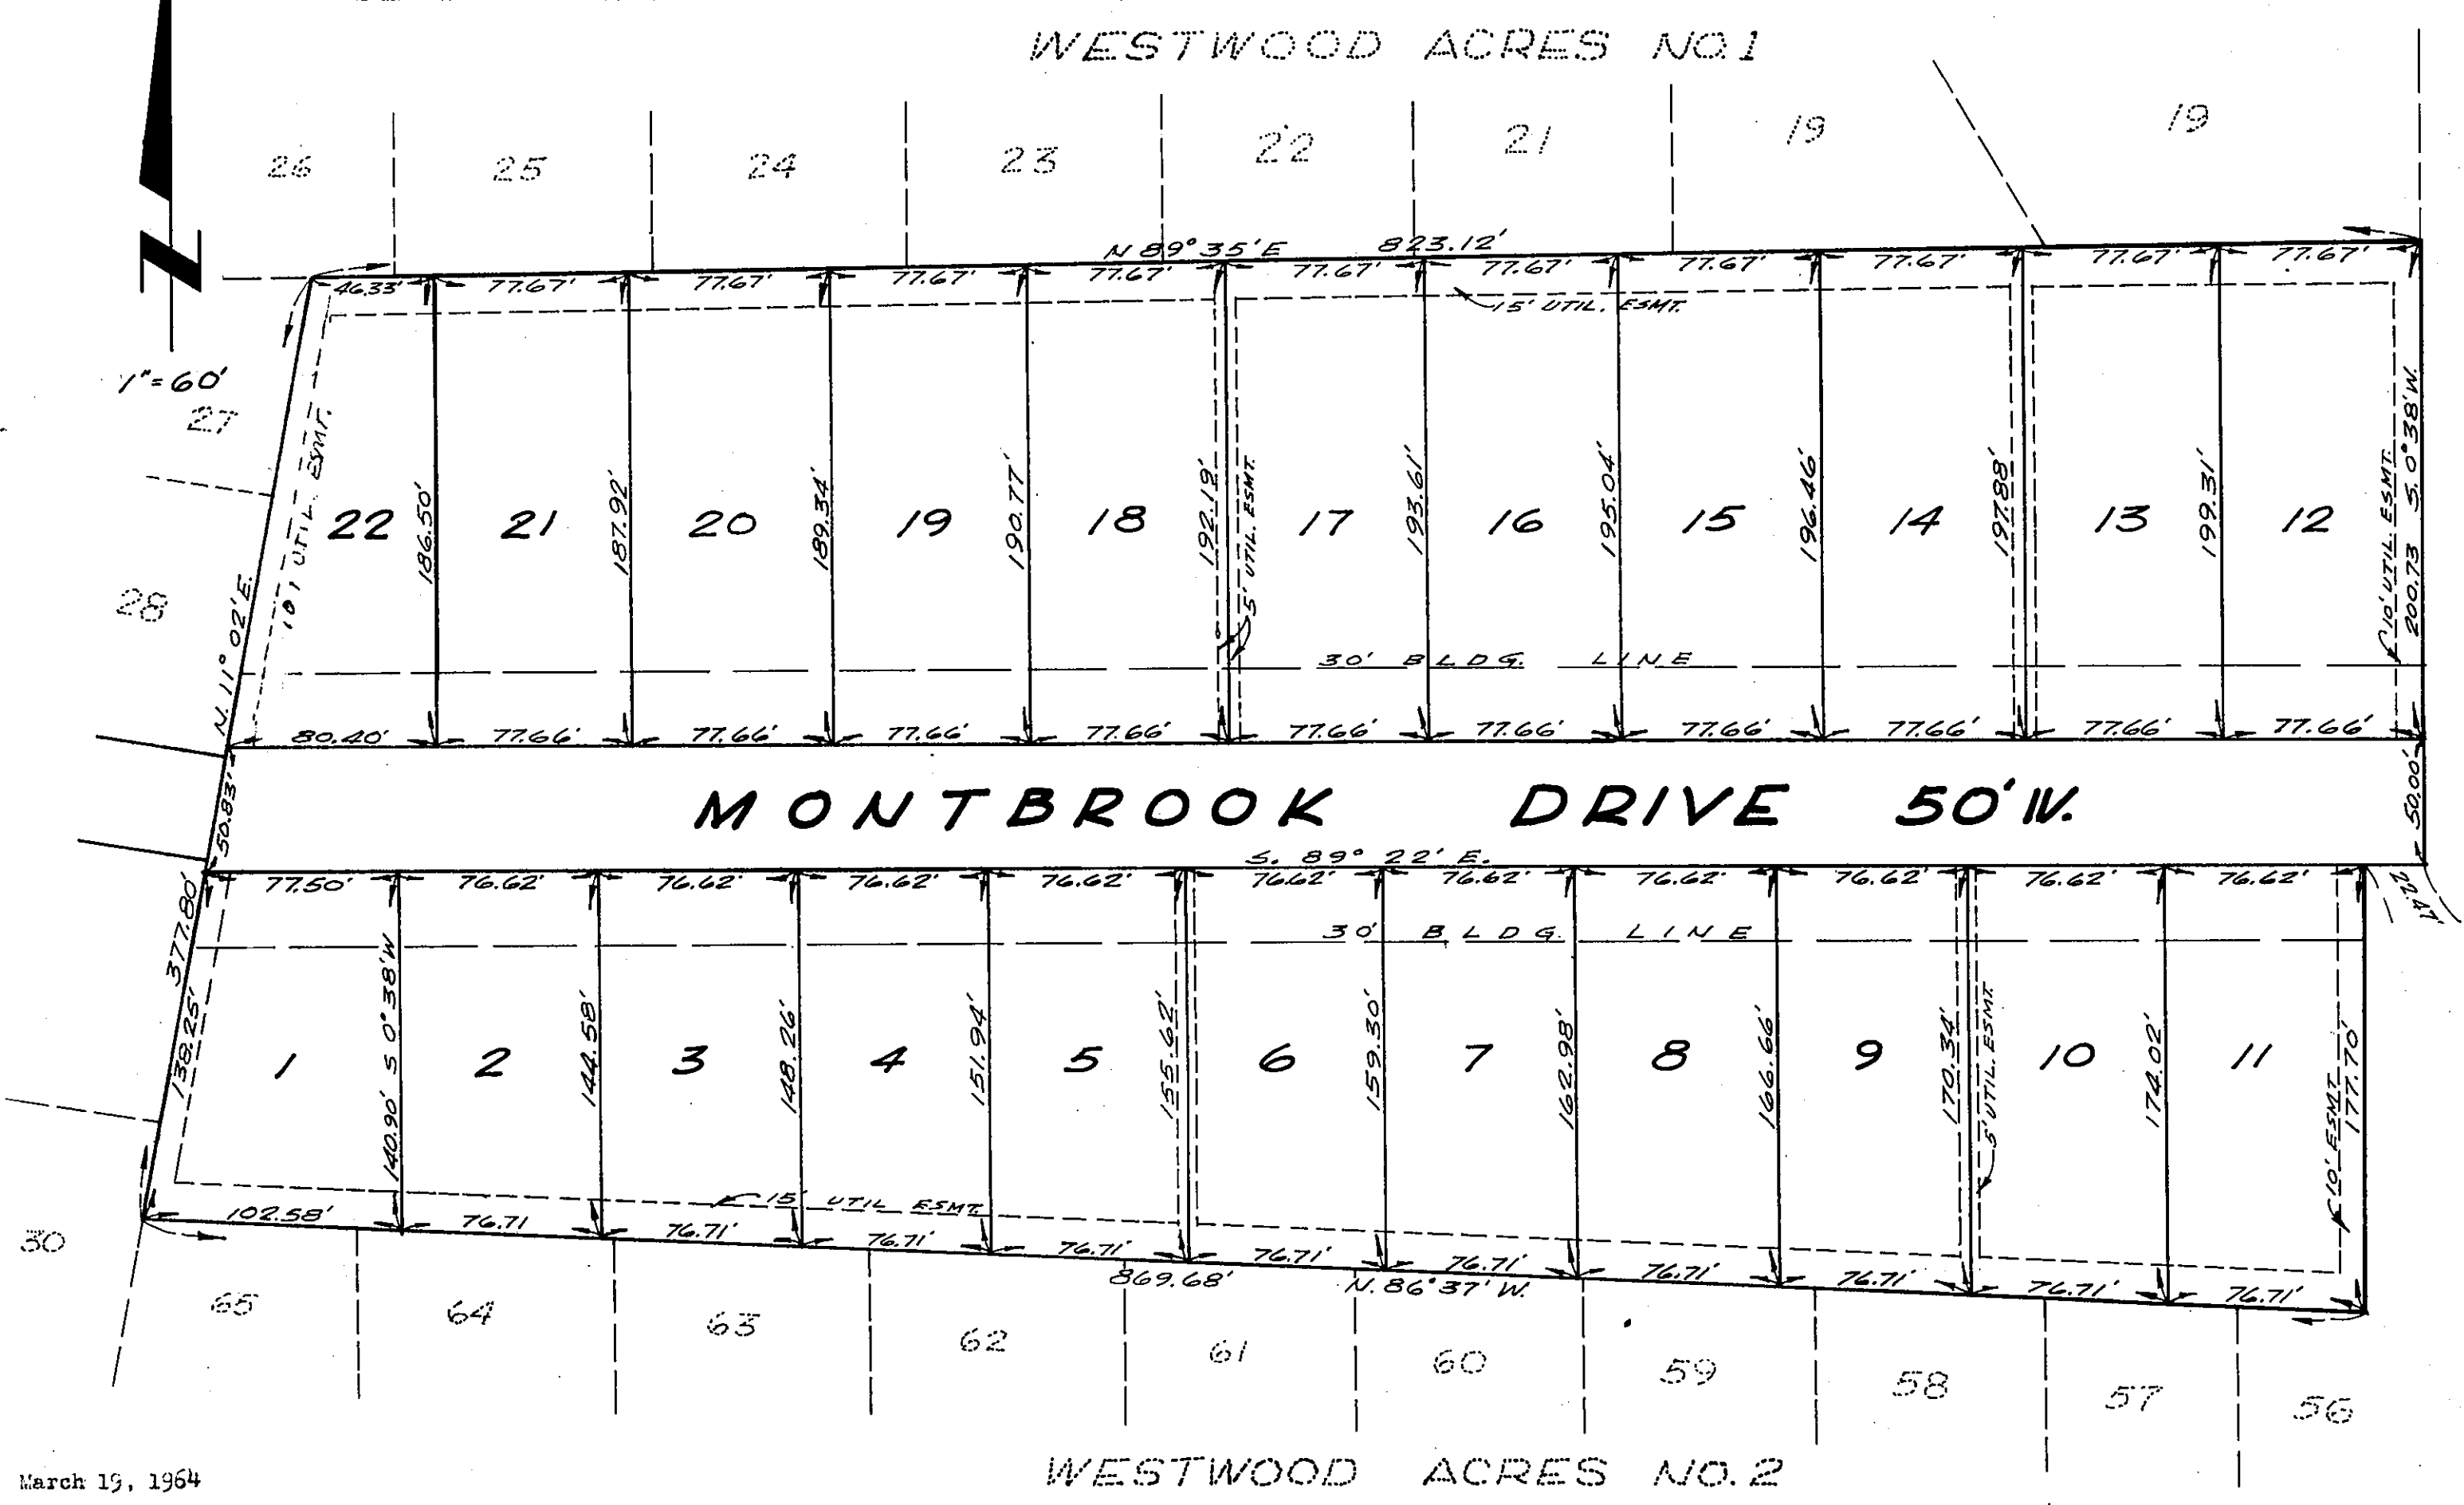 WESTWOOD ACRES NO.1
26 25 24 23 22 21 19 19
N 89° 35' E 823.12'
46.33' 77.67' 77.67' 77.67' 77.67' 77.67' 77.67' 77.67' 77.67' 77.67' 77.67'
15' UTIL. ESMT.
1"=60'
27
28
N. 11° 02' E.
10' UTIL. ESMT.
22 21 20 19 18 17 16 15 14 13 12
186.50' 187.92' 189.34' 190.77' 192.19' 193.61' 195.04' 196.46' 197.88' 199.31'
5' UTIL. ESMT.
10' UTIL. ESMT.
200.73 S. 0° 38' W.
30' BLDG. LINE
80.40' 77.66' 77.66' 77.66' 77.66' 77.66' 77.66' 77.66' 77.66' 77.66' 77.66'
50.83' 50.00'
MONTBROOK DRIVE 50' W.
S. 89° 22' E.
77.50' 76.62' 76.62' 76.62' 76.62' 76.62' 76.62' 76.62' 76.62' 76.62' 76.62'
30' BLDG. LINE
377.80'
138.25'
140.90' S 0° 38' W
144.58' 148.26' 151.94' 155.62' 159.30' 162.98' 166.66' 170.34' 174.02' 177.70'
1 2 3 4 5 6 7 8 9 10 11
5' UTIL. ESMT.
10' ESMT
15' UTIL ESMT.
102.58' 76.71 76.71' 76.71' 76.71' 76.71' 76.71' 76.71' 76.71' 76.71' 76.71'
869.68' N. 86° 37' W.
30
65 64 63 62 61 60 59 58 57 56
March 19, 1964
WESTWOOD ACRES NO. 2